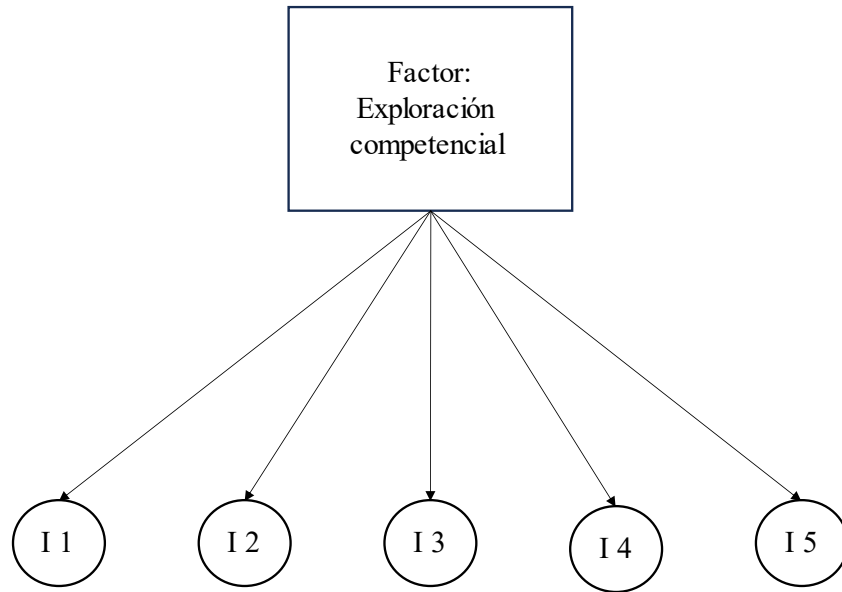 Factor:
Exploración
competencial
I 1
I 2
I 3
I 4
I 5